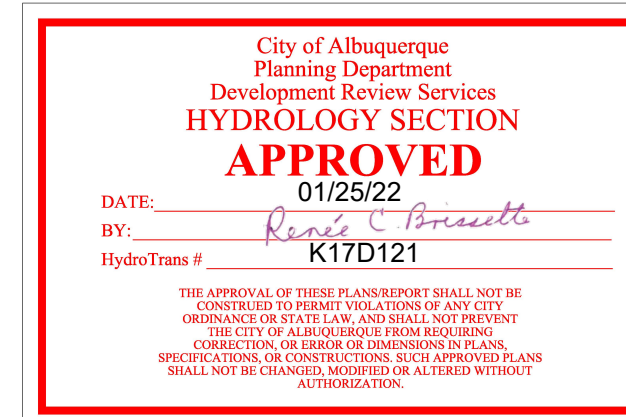 City of Albuquerque
Planning Department
Development Review Services
HYDROLOGY SECTION
APPROVED
DATE: 01/25/22
BY: Renée C. Brissette
HydroTrans # K17D121
THE APPROVAL OF THESE PLANS/REPORT SHALL NOT BE
CONSTRUED TO PERMIT VIOLATIONS OF ANY CITY
ORDINANCE OR STATE LAW, AND SHALL NOT PREVENT
THE CITY OF ALBUQUERQUE FROM REQUIRING
CORRECTION, OR ERROR OR DIMENSIONS IN PLANS,
SPECIFICATIONS, OR CONSTRUCTIONS. SUCH APPROVED PLANS
SHALL NOT BE CHANGED, MODIFIED OR ALTERED WITHOUT
AUTHORIZATION.